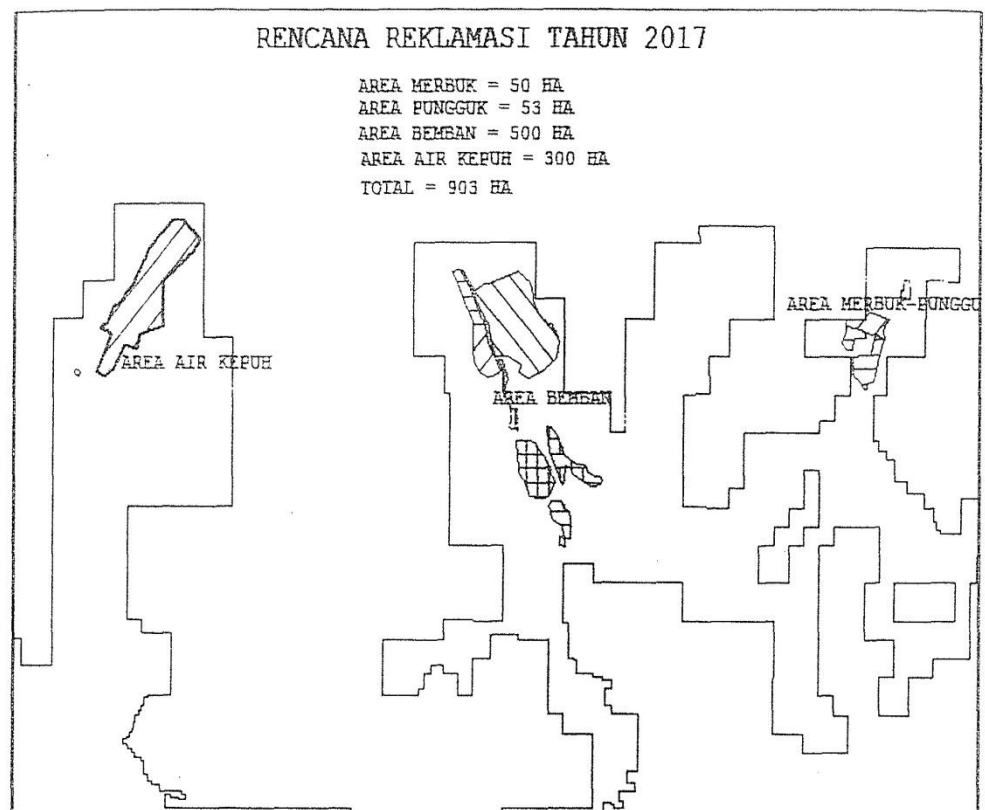 RENCANA REKLAMASI TAHUN 2017
AREA MERBUK = 50 HA
AREA PUNGGUK = 53 HA
AREA BEMBAN = 500 HA
AREA AIR KEPUH = 300 HA
TOTAL = 903 HA
AREA MERBUK-PUNGGU
AREA AIR KEPUH
AREA BEMBAN